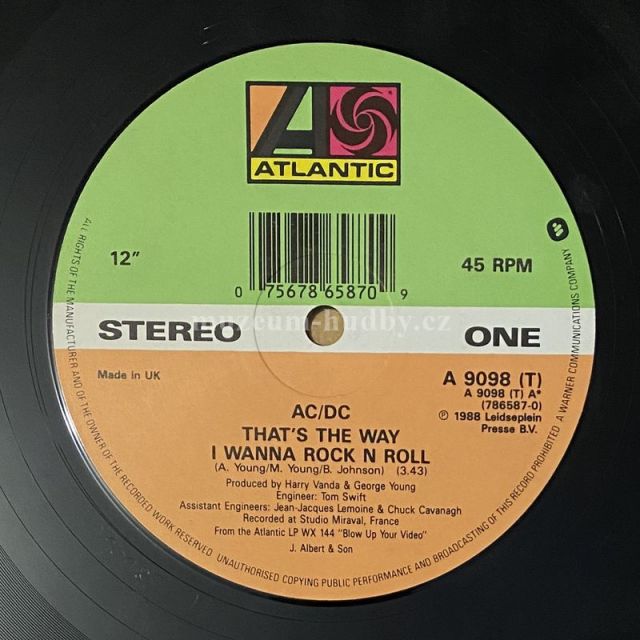 ATLANTIC
12"
45 RPM
0 75678 65870 9
muzeum-hudby.cz
STEREO
ONE
Made in UK
A 9098 (T)
A 9098 (T) A*
(786587-0)
℗ 1988 Leidseplein
Presse B.V.
AC/DC
THAT'S THE WAY
I WANNA ROCK N ROLL
(A. Young/M. Young/B. Johnson) (3.43)
Produced by Harry Vanda & George Young
Engineer: Tom Swift
Assistant Engineers: Jean-Jacques Lemoine & Chuck Cavanagh
Recorded at Studio Miraval, France
From the Atlantic LP WX 144 "Blow Up Your Video"
J. Albert & Son
ALL RIGHTS OF THE MANUFACTURER AND OF THE OWNER OF THE RECORDED WORK RESERVED UNAUTHORISED COPYING PUBLIC PERFORMANCE AND BROADCASTING OF THIS RECORD PROHIBITED A WARNER COMMUNICATIONS COMPANY